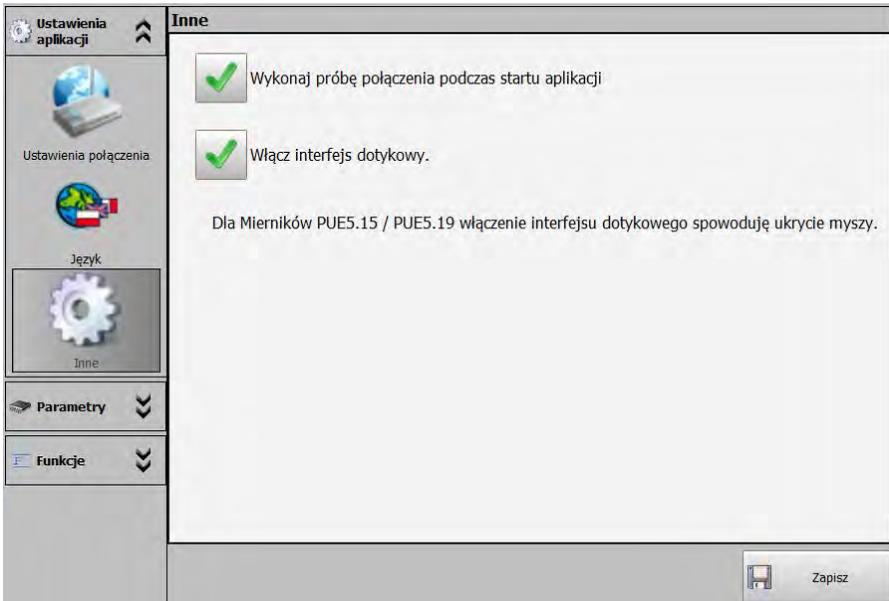 Ustawienia
aplikacji
Ustawienia połączenia
Język
Inne
Parametry
Funkcje
Inne
Wykonaj próbę połączenia podczas startu aplikacji
Włącz interfejs dotykowy.
Dla Mierników PUE5.15 / PUE5.19 włączenie interfejsu dotykowego spowoduję ukrycie myszy.
Zapisz